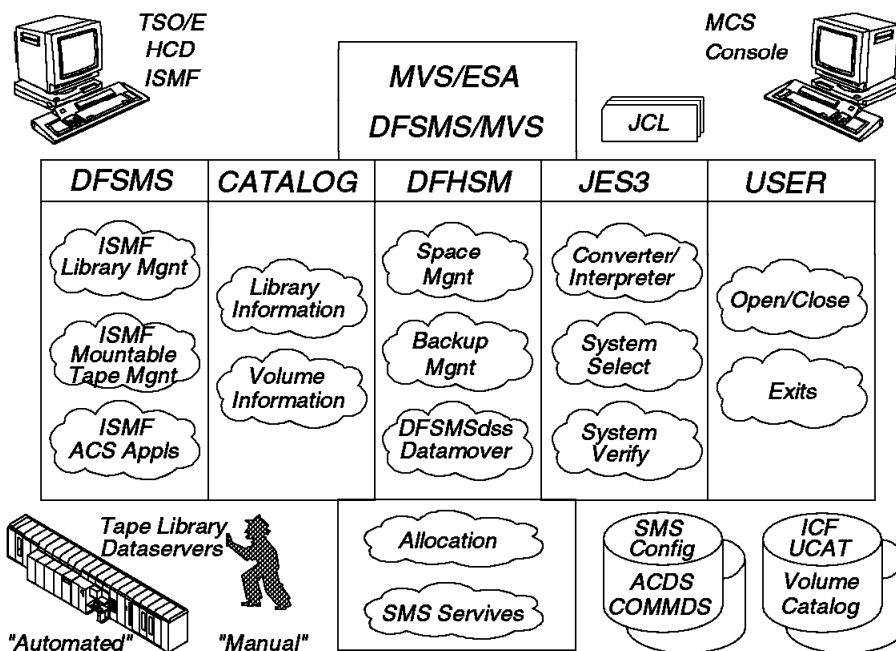 TSO/E
HCD
ISMF
MVS/ESA
DFSMS/MVS
JCL
MCS
Console
DFSMS
CATALOG
DFHSM
JES3
USER
ISMF
Library Mgnt
ISMF
Mountable
Tape Mgnt
ISMF
ACS Appls
Library
Information
Volume
Information
Space
Mgnt
Backup
Mgnt
DFSMSdss
Datamover
Converter/
Interpreter
System
Select
System
Verify
Open/Close
Exits
Tape Library
Dataservers
"Automated"
"Manual"
Allocation
SMS Servives
SMS
Config
ACDS
COMMDS
ICF
UCAT
Volume
Catalog